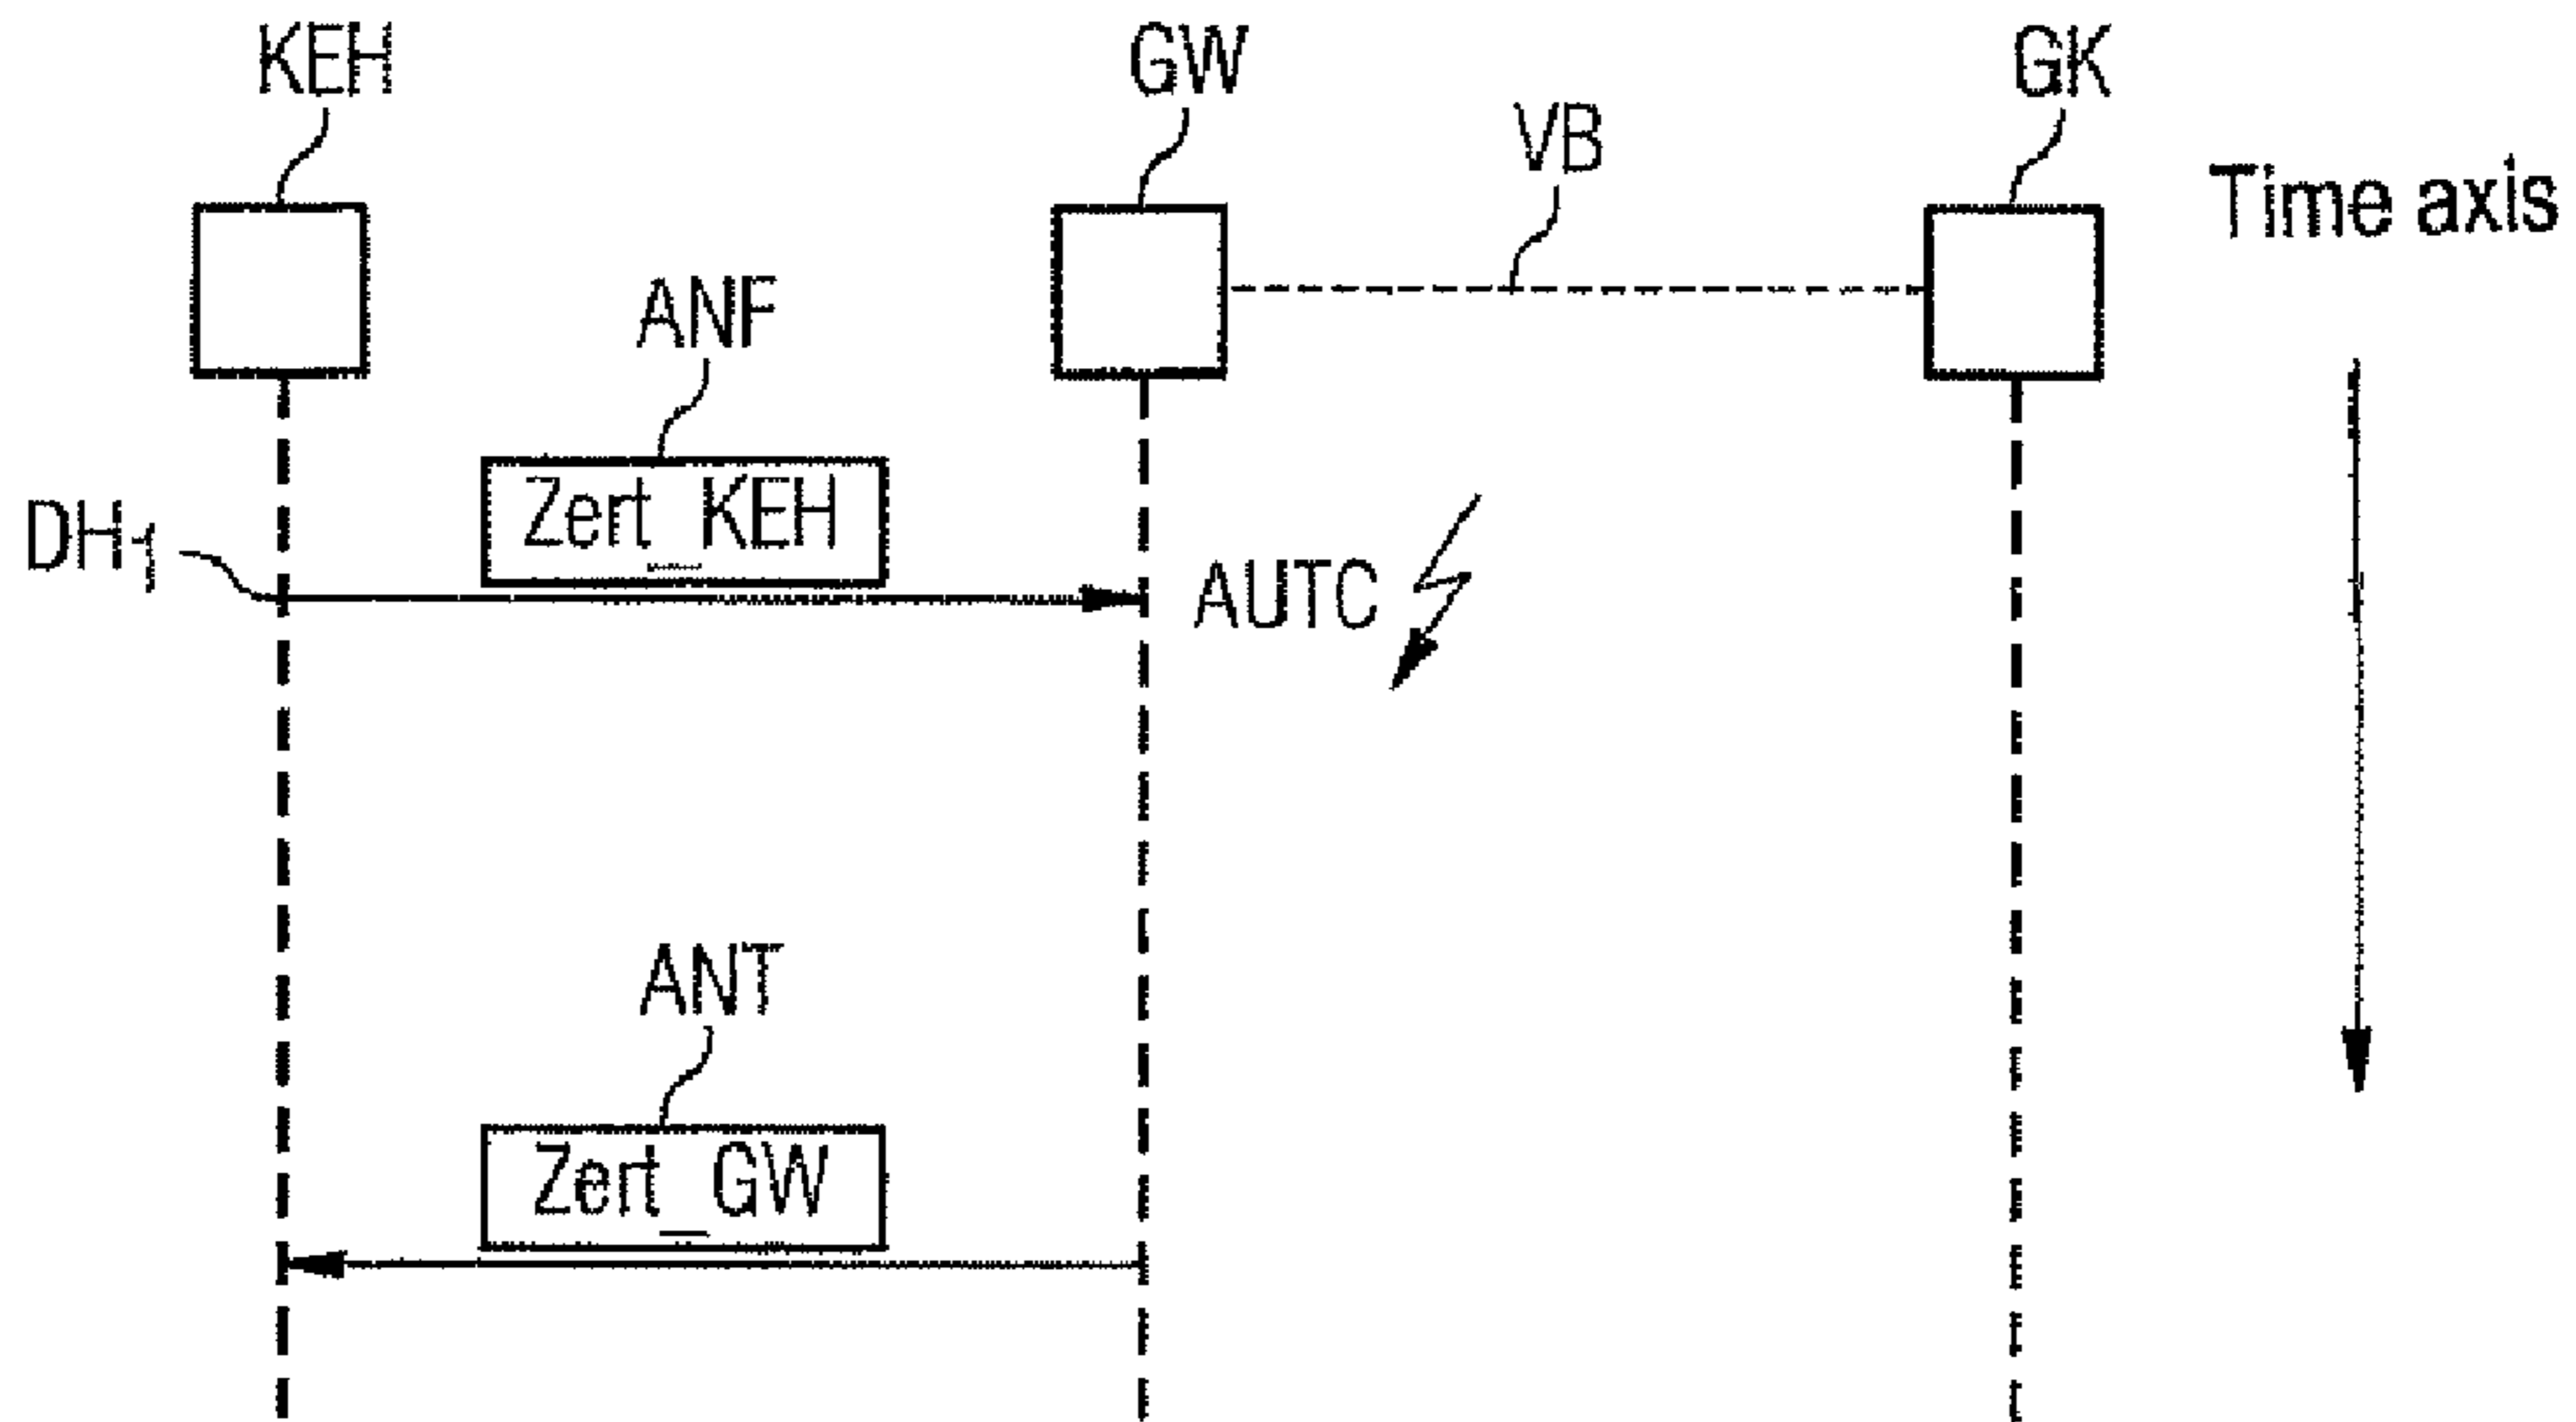 KEH
GW
GK
VB
Time axis
ANF
Zert_KEH
DH1
AUTC
ANT
Zert_GW